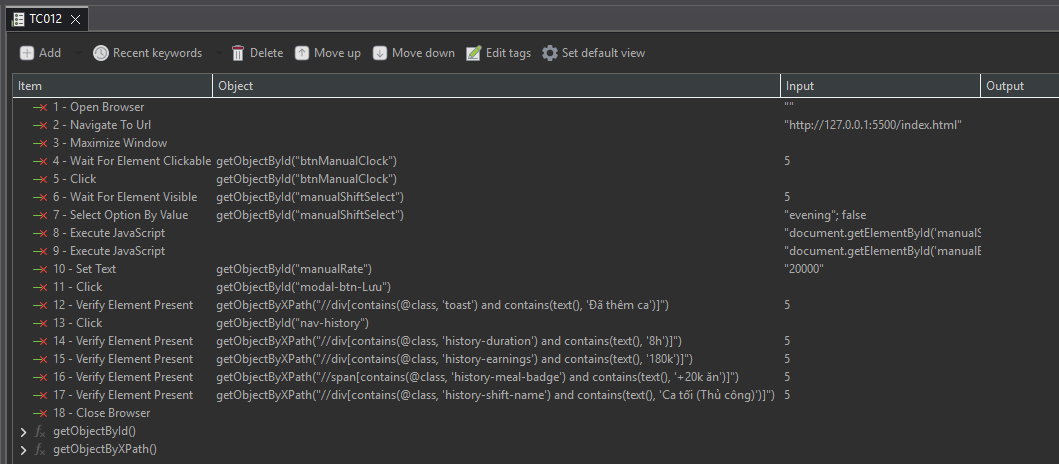 TC012
Add Recent keywords Delete Move up Move down Edit tags Set default view
Item Object Input Output
1 - Open Browser ""
2 - Navigate To Url "http://127.0.0.1:5500/index.html"
3 - Maximize Window
4 - Wait For Element Clickable getObjectById("btnManualClock") 5
5 - Click getObjectById("btnManualClock")
6 - Wait For Element Visible getObjectById("manualShiftSelect") 5
7 - Select Option By Value getObjectById("manualShiftSelect") "evening"; false
8 - Execute JavaScript "document.getElementById('manualS
9 - Execute JavaScript "document.getElementById('manualE
10 - Set Text getObjectById("manualRate") "20000"
11 - Click getObjectById("modal-btn-Lưu")
12 - Verify Element Present getObjectByXPath("//div[contains(@class, 'toast') and contains(text(), 'Đã thêm ca')]") 5
13 - Click getObjectById("nav-history")
14 - Verify Element Present getObjectByXPath("//div[contains(@class, 'history-duration') and contains(text(), '8h')]") 5
15 - Verify Element Present getObjectByXPath("//div[contains(@class, 'history-earnings') and contains(text(), '180k')]") 5
16 - Verify Element Present getObjectByXPath("//span[contains(@class, 'history-meal-badge') and contains(text(), '+20k ăn')]") 5
17 - Verify Element Present getObjectByXPath("//div[contains(@class, 'history-shift-name') and contains(text(), 'Ca tối (Thủ công)')]") 5
18 - Close Browser
fx getObjectById()
fx getObjectByXPath()